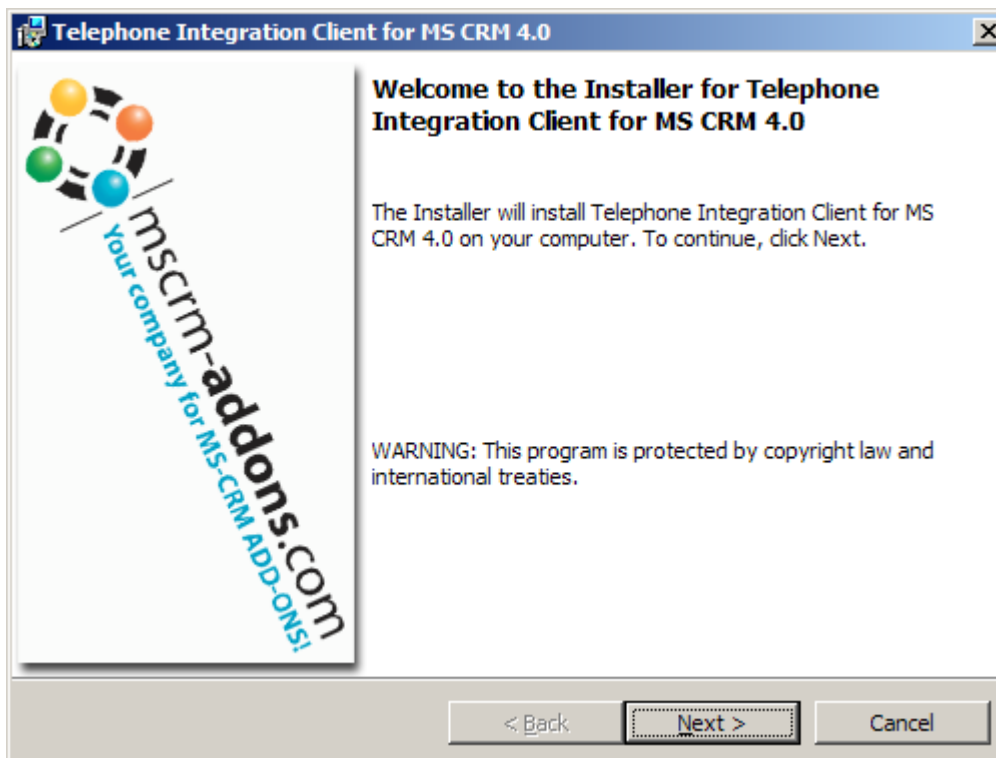 Telephone Integration Client for MS CRM 4.0
mscrm-addons.com
Your company for MS-CRM ADD-ONS!
Welcome to the Installer for Telephone
Integration Client for MS CRM 4.0
The Installer will install Telephone Integration Client for MS
CRM 4.0 on your computer. To continue, click Next.
WARNING: This program is protected by copyright law and
international treaties.
< Back
Next >
Cancel